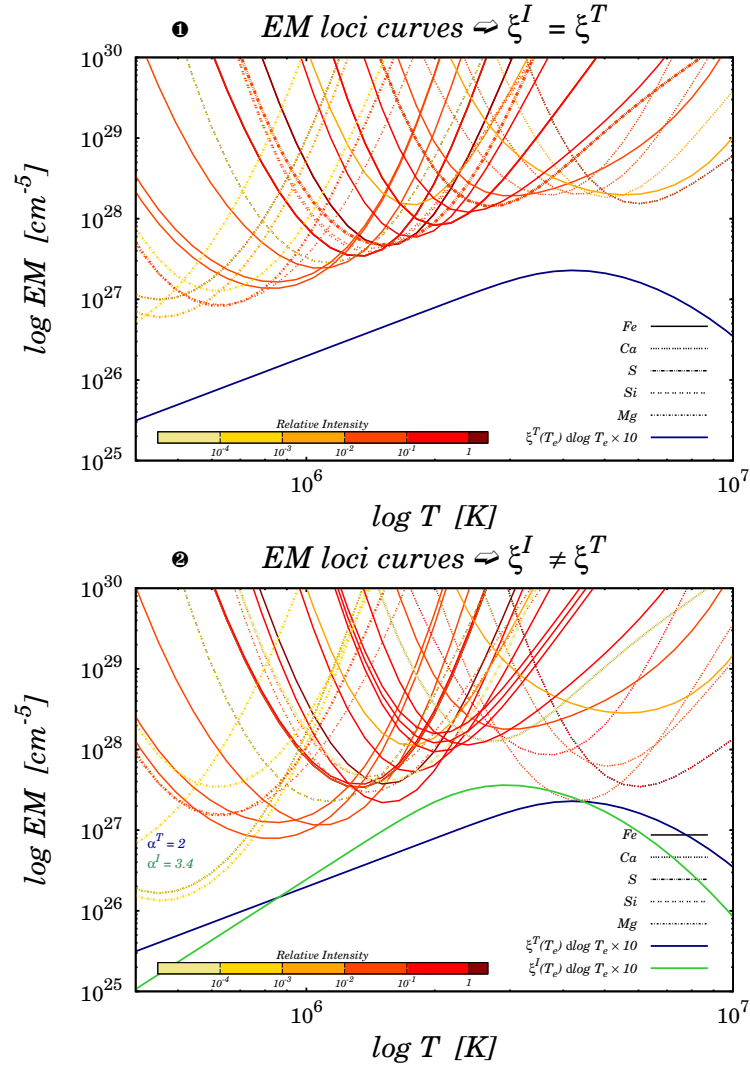 ❶ EM loci curves ➫ ξ^I = ξ^T
10^30
10^29
10^28
10^27
10^26
10^25
log EM [cm^-5]
Fe
Ca
S
Si
Mg
ξ^T(T_e) dlog T_e × 10
Relative Intensity
10^-4 10^-3 10^-2 10^-1 1
10^6 10^7
log T [K]
❷ EM loci curves ➫ ξ^I ≠ ξ^T
10^30
10^29
10^28
10^27
10^26
10^25
log EM [cm^-5]
α^T = 2
α^I = 3.4
Fe
Ca
S
Si
Mg
ξ^T(T_e) dlog T_e × 10
ξ^I(T_e) dlog T_e × 10
Relative Intensity
10^-4 10^-3 10^-2 10^-1 1
10^6 10^7
log T [K]